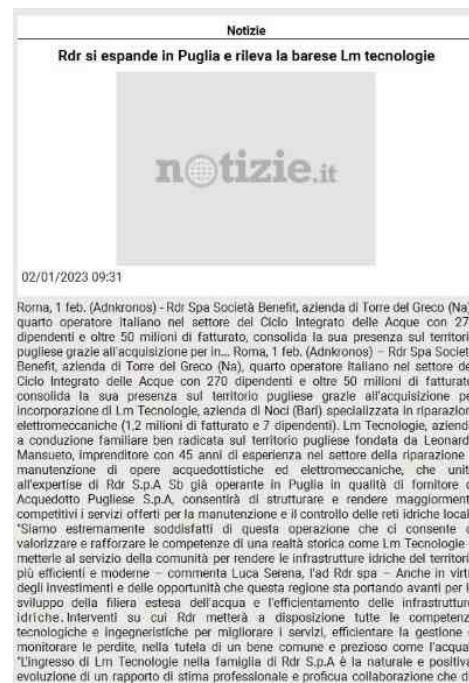 Notizie
Rdr si espande in Puglia e rileva la barese Lm tecnologie
notizie.it
02/01/2023 09:31
Roma, 1 feb. (Adnkronos) - Rdr Spa Società Benefit, azienda di Torre del Greco (Na)
quarto operatore italiano nel settore del Ciclo Integrato delle Acque con 27
dipendenti e oltre 50 milioni di fatturato, consolida la sua presenza sul territori
pugliese grazie all'acquisizione per in... Roma, 1 feb. (Adnkronos) – Rdr Spa Societ
Benefit, azienda di Torre del Greco (Na), quarto operatore italiano nel settore de
Ciclo Integrato delle Acque con 270 dipendenti e oltre 50 milioni di fatturat
consolida la sua presenza sul territorio pugliese grazie all'acquisizione pe
incorporazione di Lm Tecnologie, azienda di Noci (Bari) specializzata in riparazion
elettromeccaniche (1,2 milioni di fatturato e 7 dipendenti). Lm Tecnologie, aziend
a conduzione familiare ben radicata sul territorio pugliese fondata da Leonard
Mansueto, imprenditore con 45 anni di esperienza nel settore della riparazione
manutenzione di opere acquedottistiche ed elettromeccaniche, che unit
all'expertise di Rdr S.p.A Sb già operante in Puglia in qualità di fornitore d
Acquedotto Pugliese S.p.A, consentirà di strutturare e rendere maggiorment
competitivi i servizi offerti per la manutenzione e il controllo delle reti idriche local
"Siamo estremamente soddisfatti di questa operazione che ci consente d
valorizzare e rafforzare le competenze di una realtà storica come Lm Tecnologie
metterle al servizio della comunità per rendere le infrastrutture idriche del territori
più efficienti e moderne – commenta Luca Serena, l'ad Rdr spa – Anche in virt
degli investimenti e delle opportunità che questa regione sta portando avanti per l
sviluppo della filiera estesa dell'acqua e l'efficientamento delle infrastruttur
idriche. Interventi su cui Rdr metterà a disposizione tutte le competenz
tecnologiche e ingegneristiche per migliorare i servizi, efficientare la gestione
monitorare le perdite, nella tutela di un bene comune e prezioso come l'acqua
"L'ingresso di Lm Tecnologie nella famiglia di Rdr S.p.A è la naturale e positiva
evoluzione di un rapporto di stima professionale e proficua collaborazione che d